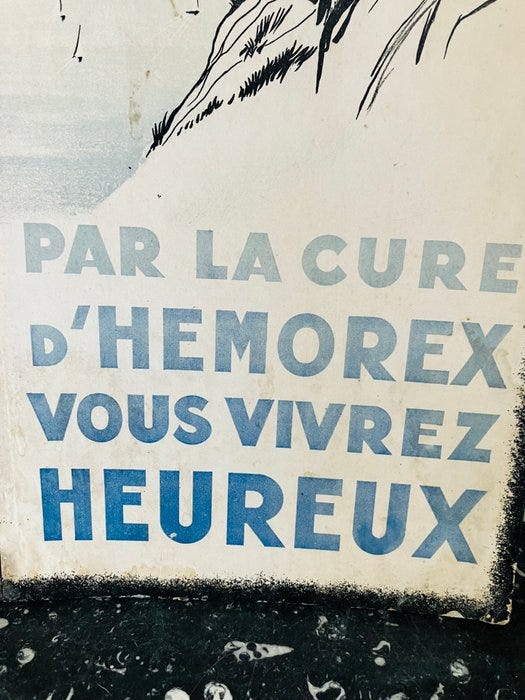 PAR LA CURE
D'HEMOREX
VOUS VIVREZ
HEUREUX